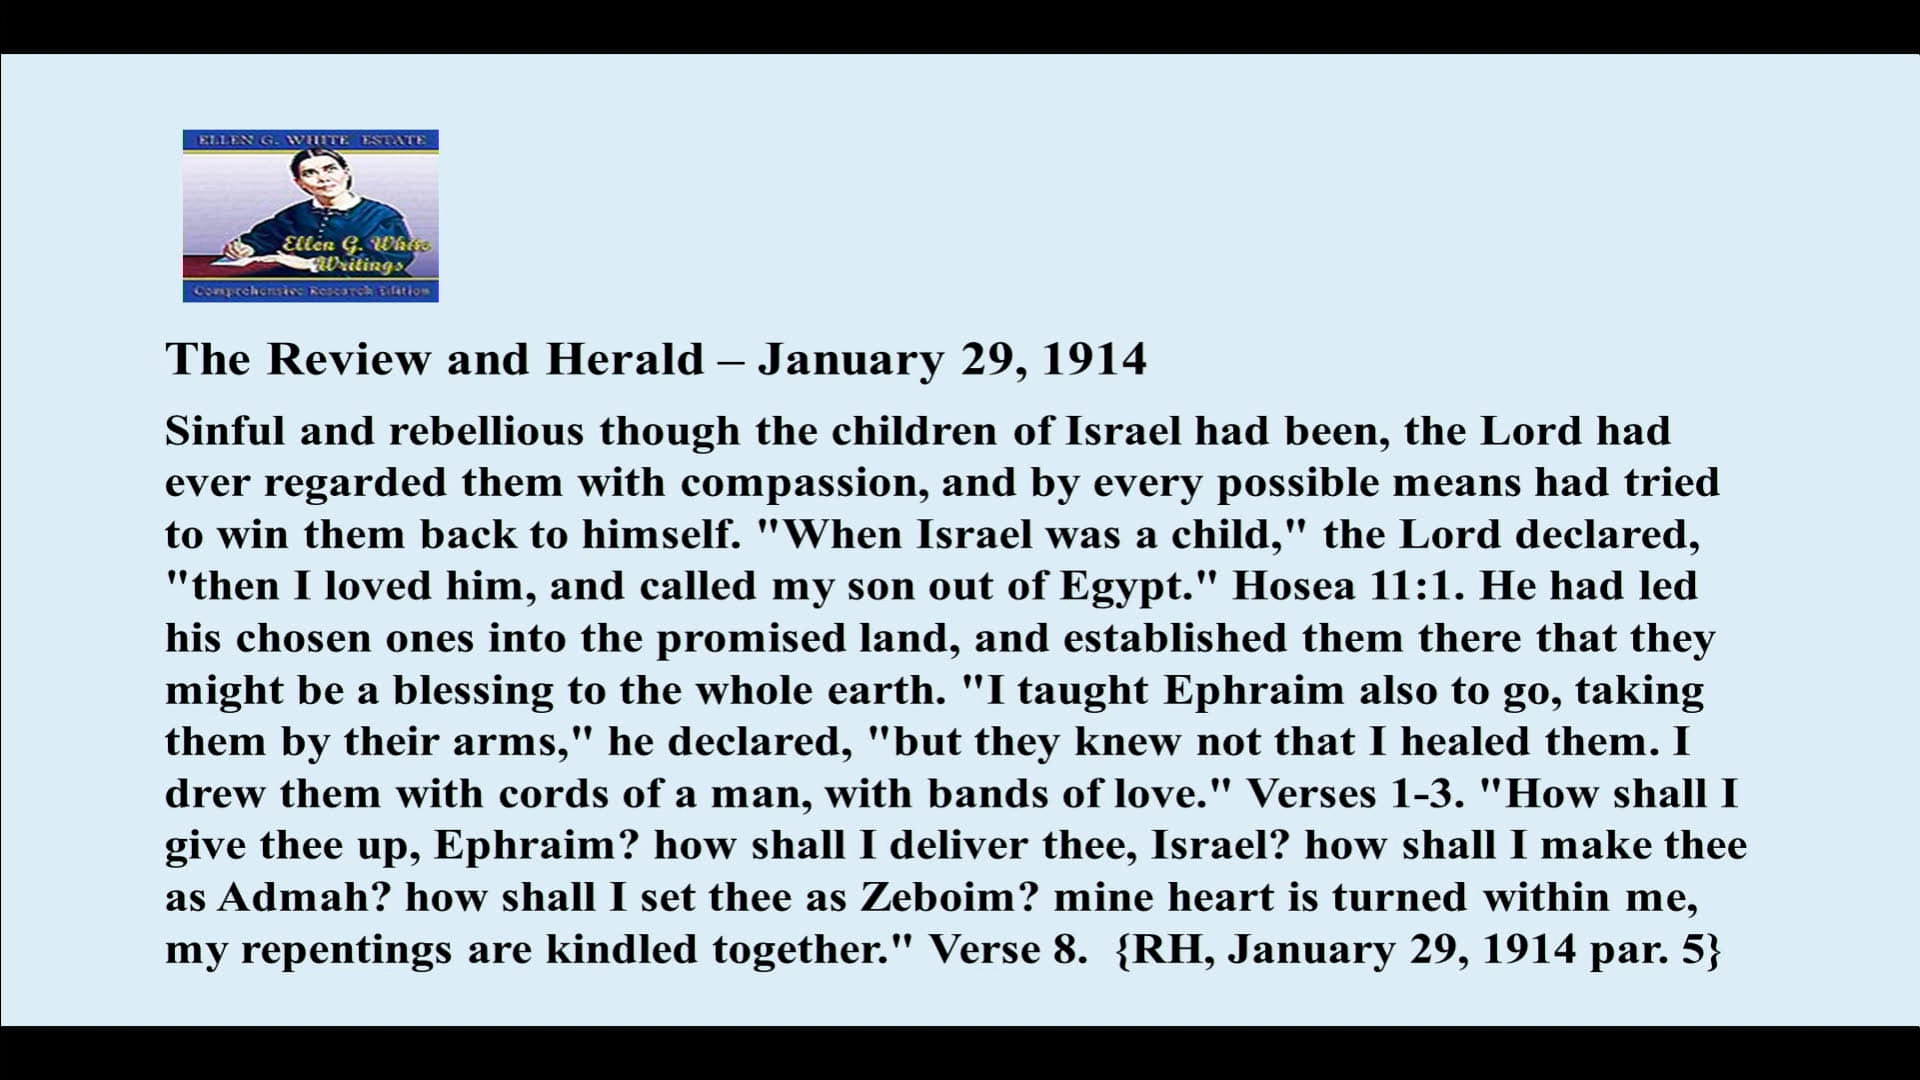 ELLEN G. WHITE ESTATE
Ellen G. White
Writings
Comprehensive Research Edition
The Review and Herald – January 29, 1914
Sinful and rebellious though the children of Israel had been, the Lord had
ever regarded them with compassion, and by every possible means had tried
to win them back to himself. "When Israel was a child," the Lord declared,
"then I loved him, and called my son out of Egypt." Hosea 11:1. He had led
his chosen ones into the promised land, and established them there that they
might be a blessing to the whole earth. "I taught Ephraim also to go, taking
them by their arms," he declared, "but they knew not that I healed them. I
drew them with cords of a man, with bands of love." Verses 1-3. "How shall I
give thee up, Ephraim? how shall I deliver thee, Israel? how shall I make thee
as Admah? how shall I set thee as Zeboim? mine heart is turned within me,
my repentings are kindled together." Verse 8. {RH, January 29, 1914 par. 5}